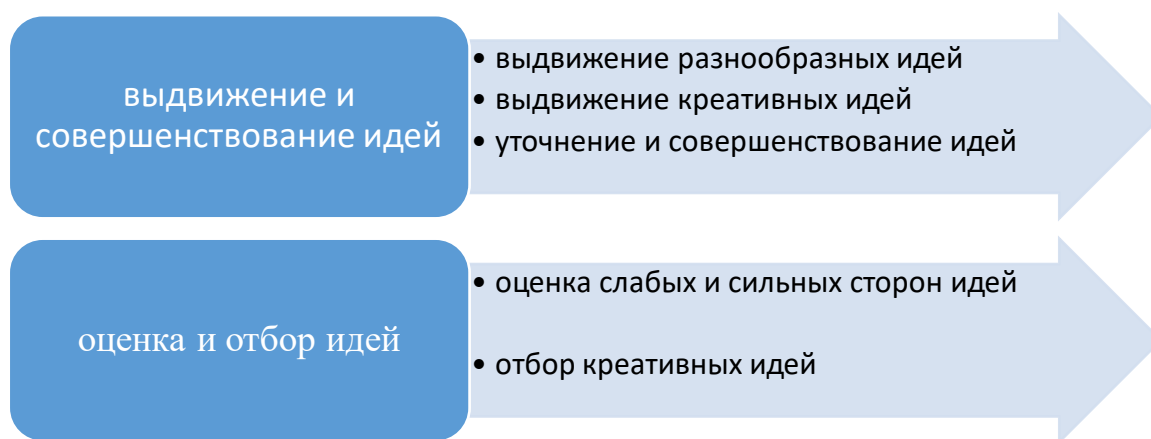 выдвижение и
совершенствование идей
• выдвижение разнообразных идей
• выдвижение креативных идей
• уточнение и совершенствование идей
оценка и отбор идей
• оценка слабых и сильных сторон идей
• отбор креативных идей